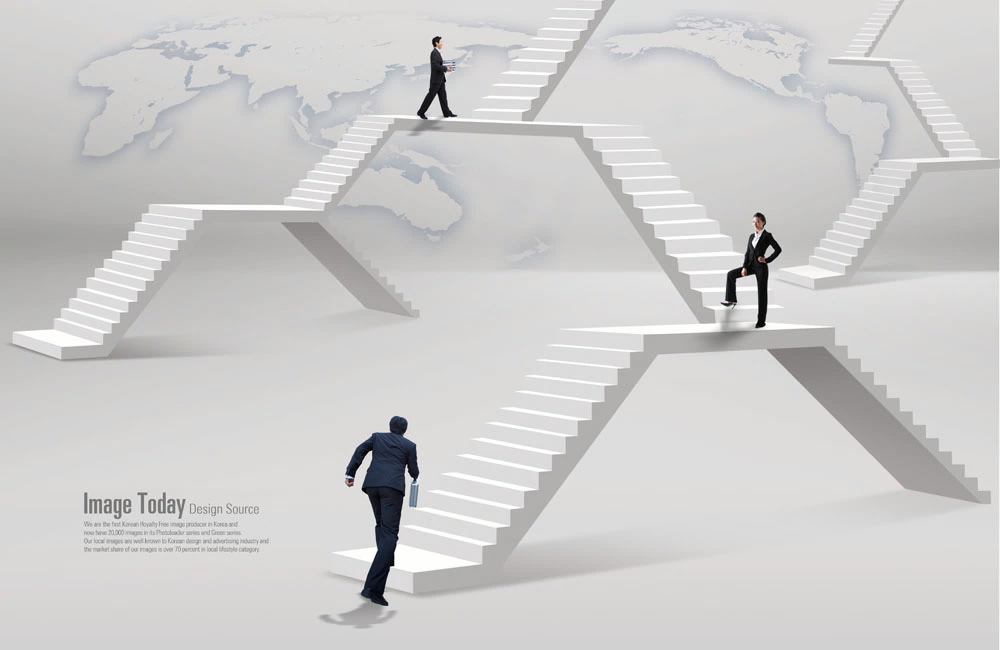 Image Today Design Source
We are the first Korean Royalty Free image producer in Korea and
now have 20,000 images in its Photoleader series and Green series.
Our local images are well known to Korean design and advertising industry and
the market share of our images is over 70 percent in local lifestyle category.